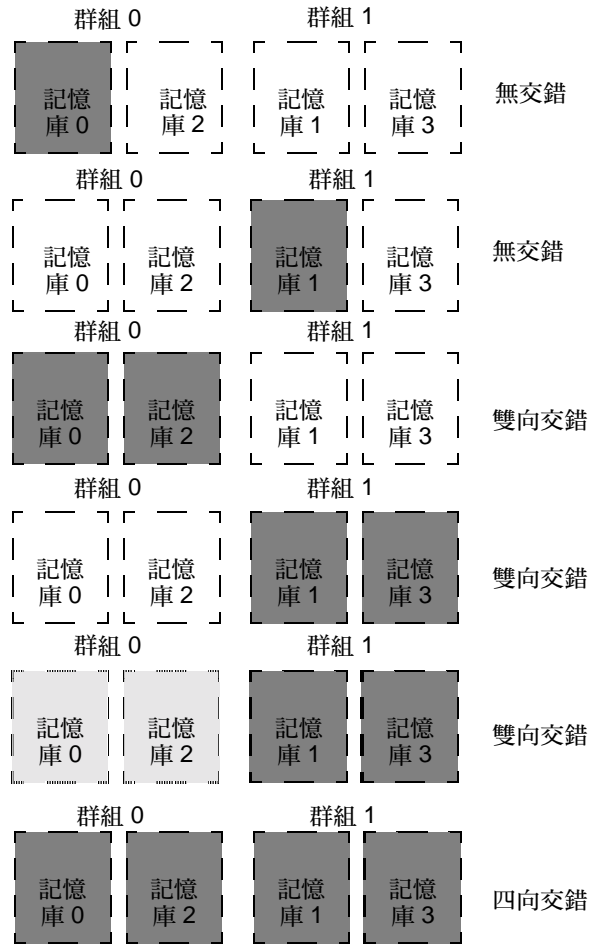 群組 0 群組 1
記憶 記憶 記憶 記憶
庫 0 庫 2 庫 1 庫 3
無交錯
群組 0 群組 1
記憶 記憶 記憶 記憶
庫 0 庫 2 庫 1 庫 3
無交錯
群組 0 群組 1
記憶 記憶 記憶 記憶
庫 0 庫 2 庫 1 庫 3
雙向交錯
群組 0 群組 1
記憶 記憶 記憶 記憶
庫 0 庫 2 庫 1 庫 3
雙向交錯
群組 0 群組 1
記憶 記憶 記憶 記憶
庫 0 庫 2 庫 1 庫 3
雙向交錯
群組 0 群組 1
記憶 記憶 記憶 記憶
庫 0 庫 2 庫 1 庫 3
四向交錯